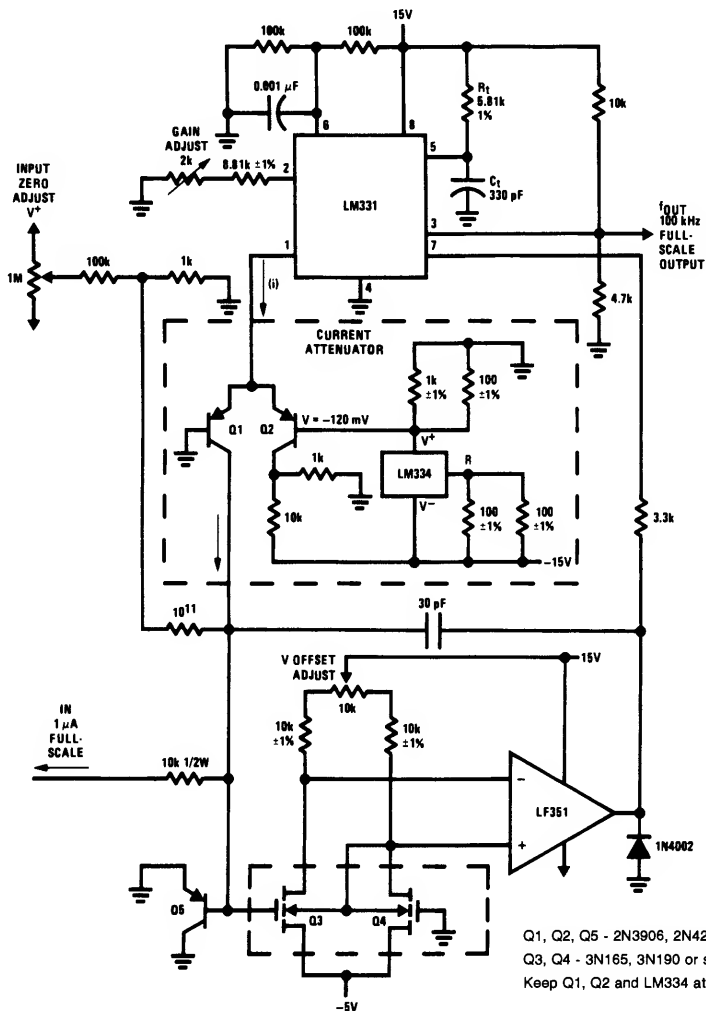 15V
100k
100k
0.001 µF
Rt
5.81k
1%
10k
6
8
5
GAIN
ADJUST
2k
8.81k ±1%
2
LM331
Ct
330 pF
INPUT
ZERO
ADJUST
V+
1M
100k
1k
1
(i)
4
3
7
fOUT
100 kHz
FULL-
SCALE
OUTPUT
4.7k
CURRENT
ATTENUATOR
1k
±1%
100
±1%
Q1
Q2
V = −120 mV
V+
LM334
R
V−
1k
10k
100
±1%
100
±1%
−15V
3.3k
10^11
30 pF
V OFFSET
ADJUST
10k
15V
10k
±1%
10k
±1%
IN
1 µA
FULL-
SCALE
10k 1/2W
−
LF351
+
1N4002
Q5
Q3
Q4
−5V
Q1, Q2, Q5 - 2N3906, 2N42
Q3, Q4 - 3N165, 3N190 or s
Keep Q1, Q2 and LM334 at